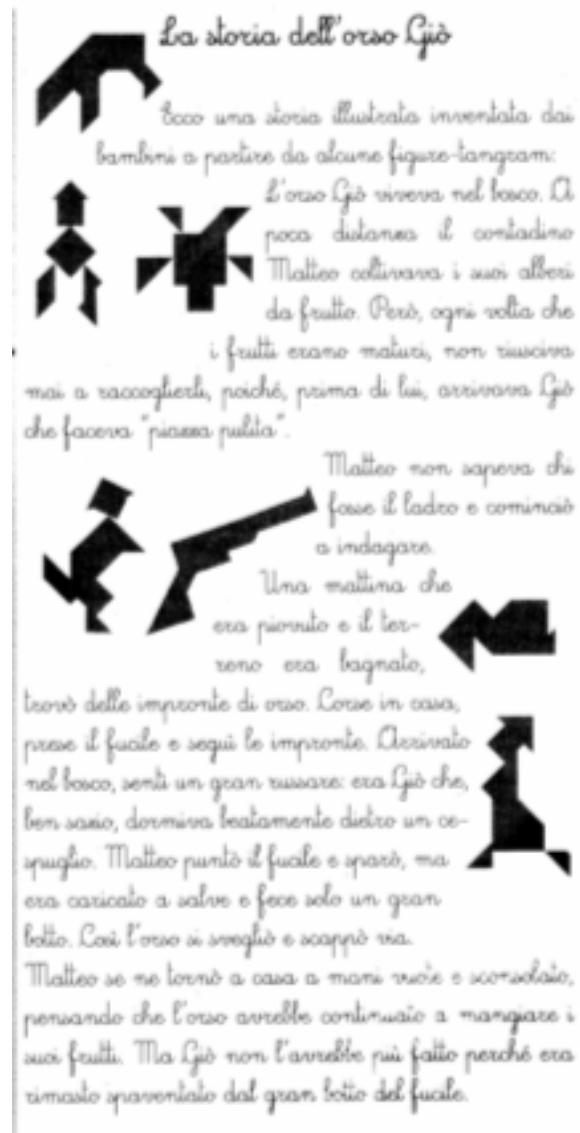 La storia dell'orso Giò
Ecco una storia illustrata inventata dai
bambini a partire da alcune figure-tangram:
L'orso Giò viveva nel bosco. A
poca distanza il contadino
Matteo coltivava i suoi alberi
da frutto. Però, ogni volta che
i frutti erano maturi, non riusciva
mai a raccoglierli, poiché, prima di lui, arrivava Giò
che faceva "piazza pulita".
Matteo non sapeva chi
fosse il ladro e cominciò
a indagare.
Una mattina che
era piovuto e il ter-
reno era bagnato,
trovò delle impronte di orso. Corse in casa,
prese il fucile e seguì le impronte. Arrivato
nel bosco, sentì un gran russare: era Giò che,
ben sazio, dormiva beatamente dietro un ce-
spuglio. Matteo puntò il fucile e sparò, ma
era caricato a salve e fece solo un gran
botto. Così l'orso si svegliò e scappò via.
Matteo se ne tornò a casa a mani vuote e sconsolato,
pensando che l'orso avrebbe continuato a mangiare i
suoi frutti. Ma Giò non l'avrebbe più fatto perché era
rimasto spaventato dal gran botto del fucile.